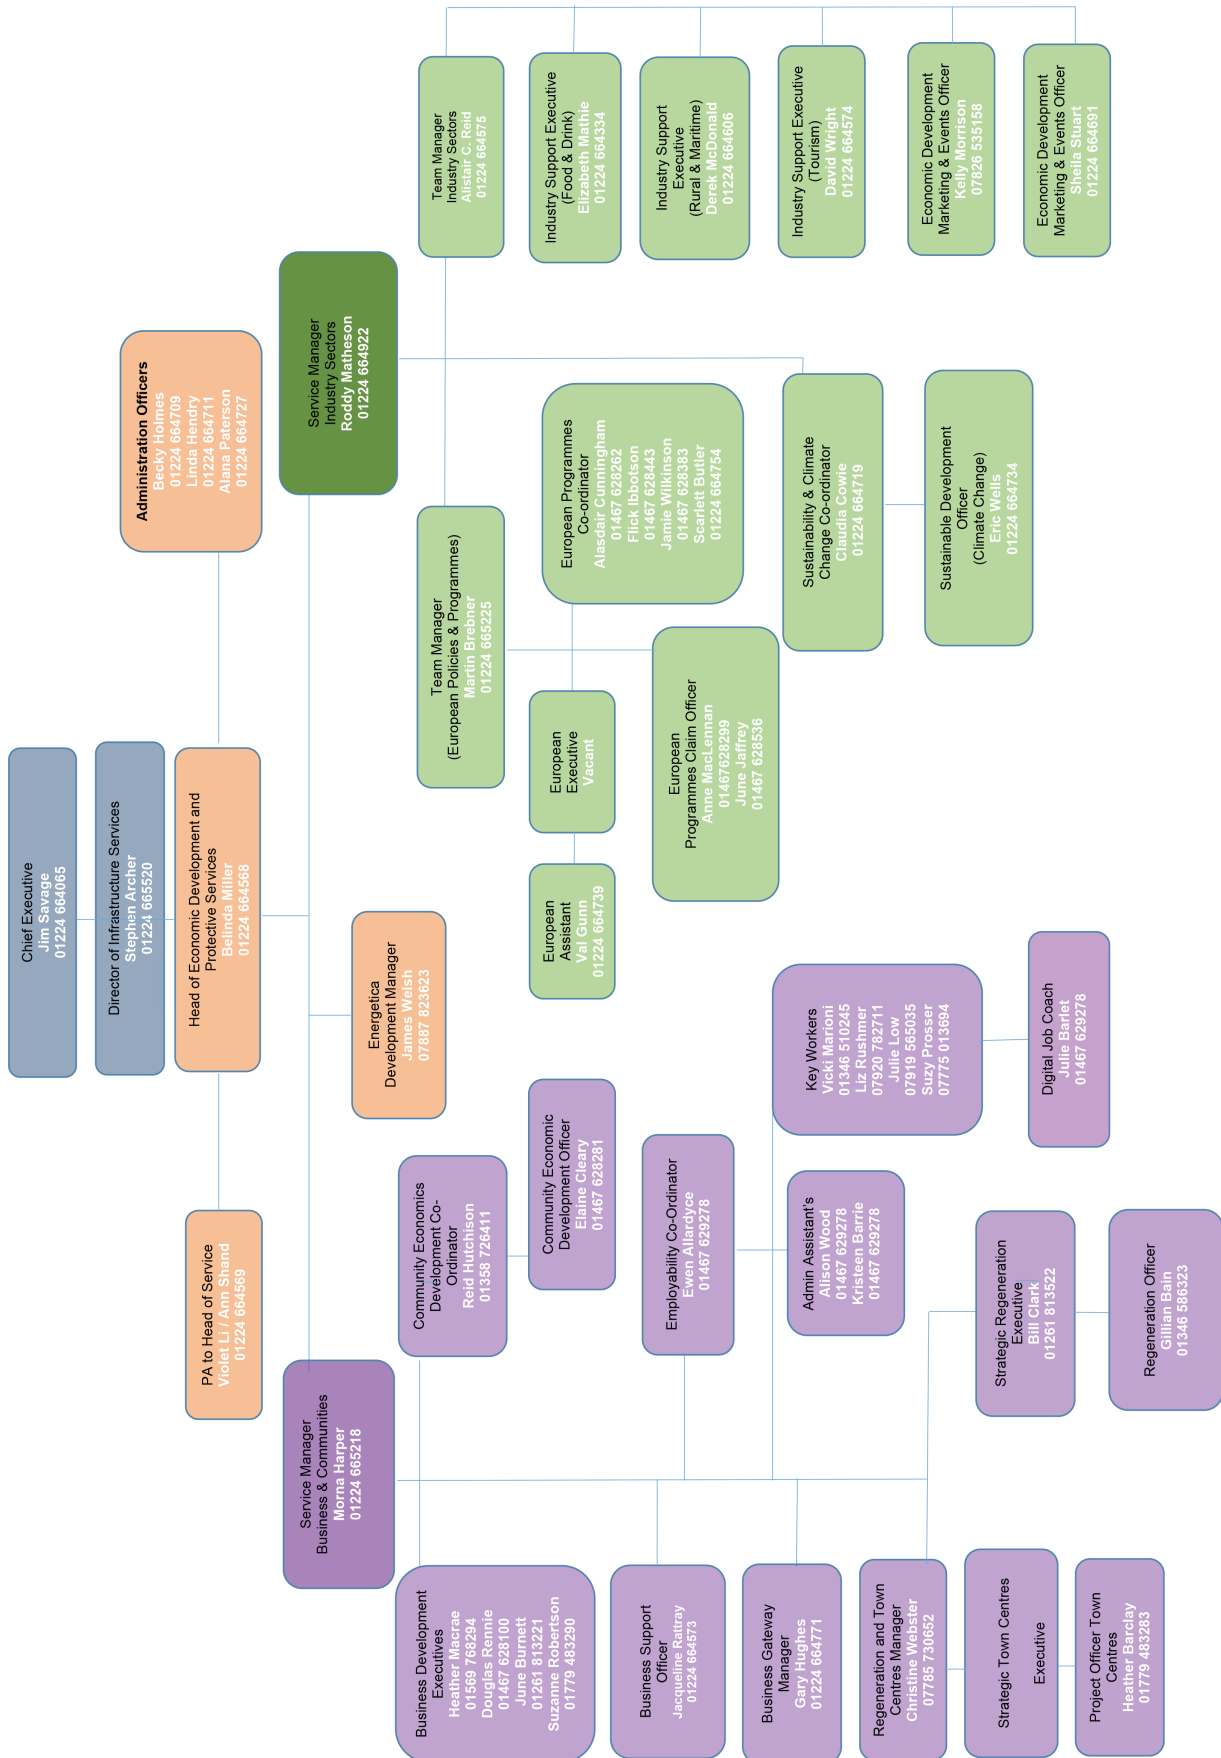 Chief Executive
Jim Savage
01224 664065
Director of Infrastructure Services
Stephen Archer
01224 665520
Head of Economic Development and
Protective Services
Belinda Miller
01224 664568
PA to Head of Service
Violet Li / Ann Shand
01224 664569
Administration Officers
Becky Holmes
01224 664709
Linda Hendry
01224 664711
Alana Paterson
01224 664727
Service Manager
Business & Communities
Morna Harper
01224 665218
Energetica
Development Manager
James Welsh
07887 823623
Service Manager
Industry Sectors
Roddy Matheson
01224 664922
Business Development
Executives
Heather Macrae
01569 768294
Douglas Rennie
01467 628100
June Burnett
01261 813221
Suzanne Robertson
01779 483290
Community Economics
Development Co-
Ordinator
Reid Hutchison
01358 726411
Community Economic
Development Officer
Elaine Cleary
01467 628281
Business Support
Officer
Jacqueline Rattray
01224 664573
Employability Co-Ordinator
Ewen Allardyce
01467 629278
Business Gateway
Manager
Gary Hughes
01224 664771
Admin Assistant's
Alison Wood
01467 629278
Kristeen Barrie
01467 629278
Key Workers
Vicki Marioni
01346 510245
Liz Rushmer
07920 782711
Julie Low
07919 565035
Suzy Prosser
07775 013694
Digital Job Coach
Julie Barlet
01467 629278
Regeneration and Town
Centres Manager
Christine Webster
07785 730652
Strategic Town Centres
Executive
Project Officer Town
Centres
Heather Barclay
01779 483283
Strategic Regeneration
Executive
Bill Clark
01261 813522
Regeneration Officer
Gillian Bain
01346 586323
Team Manager
(European Policies & Programmes)
Martin Brebner
01224 665225
European
Assistant
Val Gunn
01224 664739
European
Executive
Vacant
European Programmes
Co-ordinator
Alasdair Cunningham
01467 628262
Flick Ibbotson
01467 628443
Jamie Wilkinson
01467 628383
Scarlett Butler
01224 664754
European
Programmes Claim Officer
Anne MacLennan
01467628299
June Jaffrey
01467 628536
Sustainability & Climate
Change Co-ordinator
Claudia Cowie
01224 664719
Sustainable Development
Officer
(Climate Change)
Eric Wells
01224 664734
Team Manager
Industry Sectors
Alistair C. Reid
01224 664575
Industry Support Executive
(Food & Drink)
Elizabeth Mathie
01224 664334
Industry Support
Executive
(Rural & Maritime)
Derek McDonald
01224 664606
Industry Support Executive
(Tourism)
David Wright
01224 664574
Economic Development
Marketing & Events Officer
Kelly Morrison
07826 535158
Economic Development
Marketing & Events Officer
Sheila Stuart
01224 664691